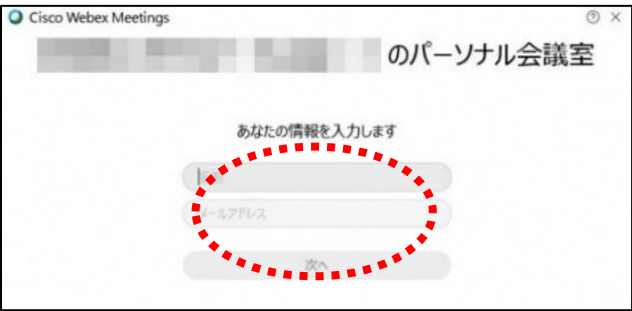 Cisco Webex Meetings
のパーソナル会議室
あなたの情報を入力します
メールアドレス
次へ